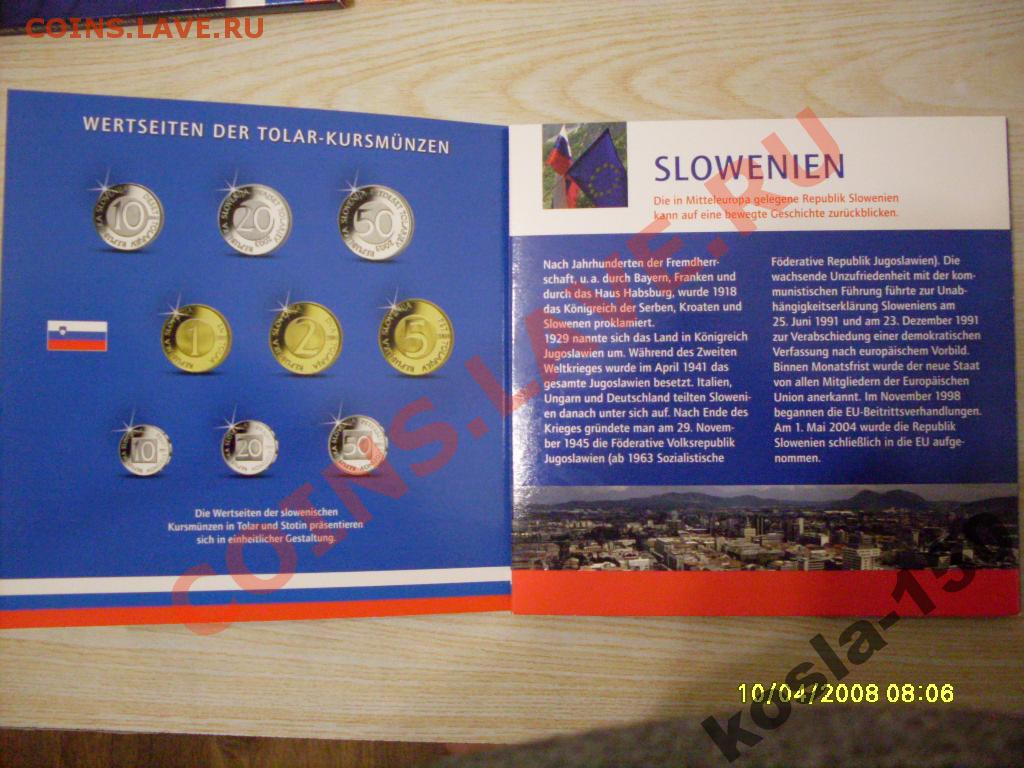 COINS.LAVE.RU
WERTSEITEN DER TOLAR-KURSMÜNZEN
10
20
50
1
2
5
10
20
50
Die Wertseiten der slowenischen
Kursmünzen in Tolar und Stotin präsentieren
sich in einheitlicher Gestaltung.
SLOWENIEN
Die in Mitteleuropa gelegene Republik Slowenien
kann auf eine bewegte Geschichte zurückblicken.
Nach Jahrhunderten der Fremdherr-
schaft, u. a. durch Bayern, Franken und
durch das Haus Habsburg, wurde 1918
das Königreich der Serben, Kroaten und
Slowenen proklamiert.
1929 nannte sich das Land in Königreich
Jugoslawien um. Während des Zweiten
Weltkrieges wurde im April 1941 das
gesamte Jugoslawien besetzt. Italien,
Ungarn und Deutschland teilten Sloweni-
en danach unter sich auf. Nach Ende des
Krieges gründete man am 29. Novem-
ber 1945 die Föderative Volksrepublik
Jugoslawien (ab 1963 Sozialistische
Föderative Republik Jugoslawien). Die
wachsende Unzufriedenheit mit der kom-
munistischen Führung führte zur Unab-
hängigkeitserklärung Sloweniens am
25. Juni 1991 und am 23. Dezember 1991
zur Verabschiedung einer demokratischen
Verfassung nach europäischem Vorbild.
Binnen Monatsfrist wurde der neue Staat
von allen Mitgliedern der Europäischen
Union anerkannt. Im November 1998
begannen die EU-Beitrittsverhandlungen.
Am 1. Mai 2004 wurde die Republik
Slowenien schließlich in die EU aufge-
nommen.
COINS.LAVE.RU
10/04/2008 08:06